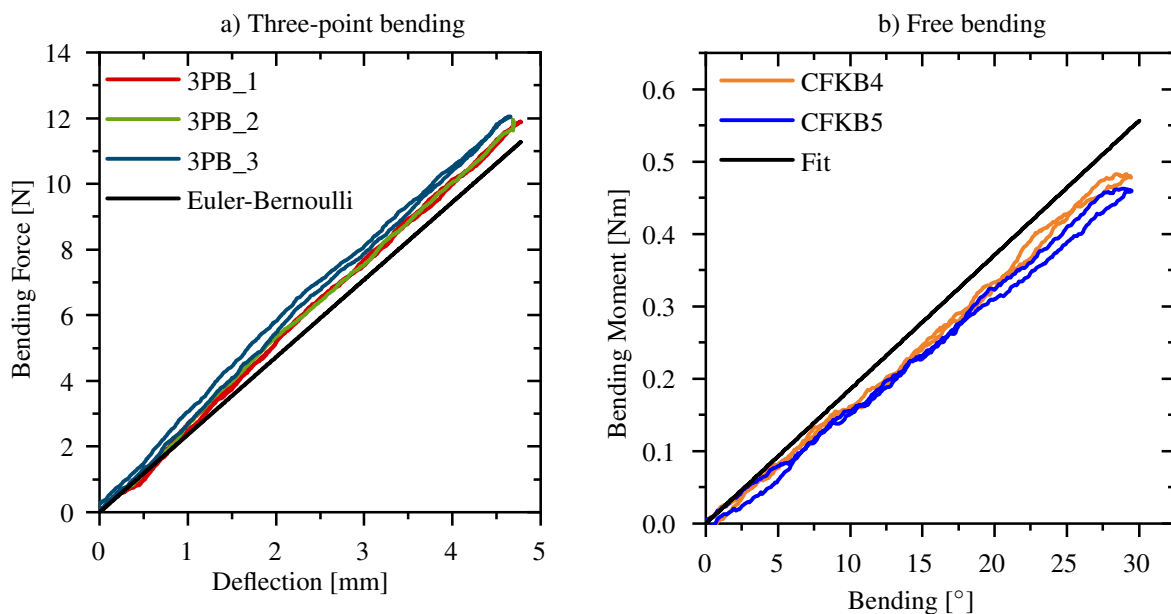 a) Three-point bending
14
12
10
8
6
4
2
0
0
1
2
3
4
5
Bending Force [N]
Deflection [mm]
3PB_1
3PB_2
3PB_3
Euler-Bernoulli
b) Free bending
0.6
0.5
0.4
0.3
0.2
0.1
0.0
0
5
10
15
20
25
30
Bending Moment [Nm]
Bending [°]
CFKB4
CFKB5
Fit